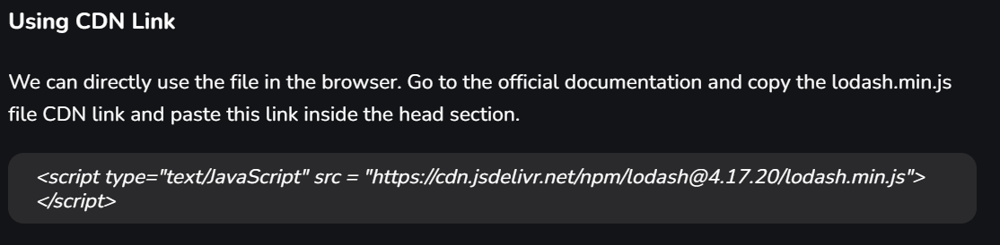 Using CDN Link
We can directly use the file in the browser. Go to the official documentation and copy the lodash.min.js
file CDN link and paste this link inside the head section.
<script type="text/JavaScript" src = "https://cdn.jsdelivr.net/npm/lodash@4.17.20/lodash.min.js">
</script>